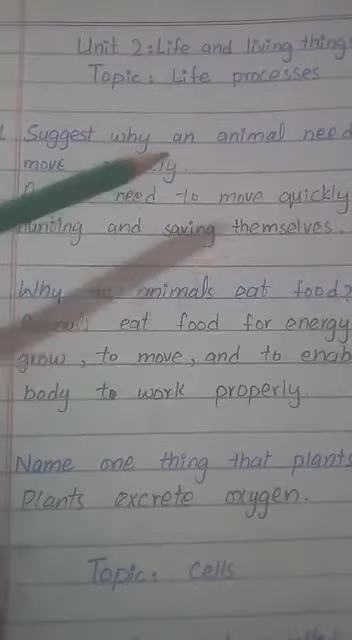 Unit 2: Life and living thing
Topic: Life processes
1. Suggest why an animal need
move
need to move quickly
hunting and saving themselves.
Why animals eat food?
eat food for energy
grow, to move, and to enab
body to work properly.
Name one thing that plants
Plants excrete oxygen.
Topic: Cells